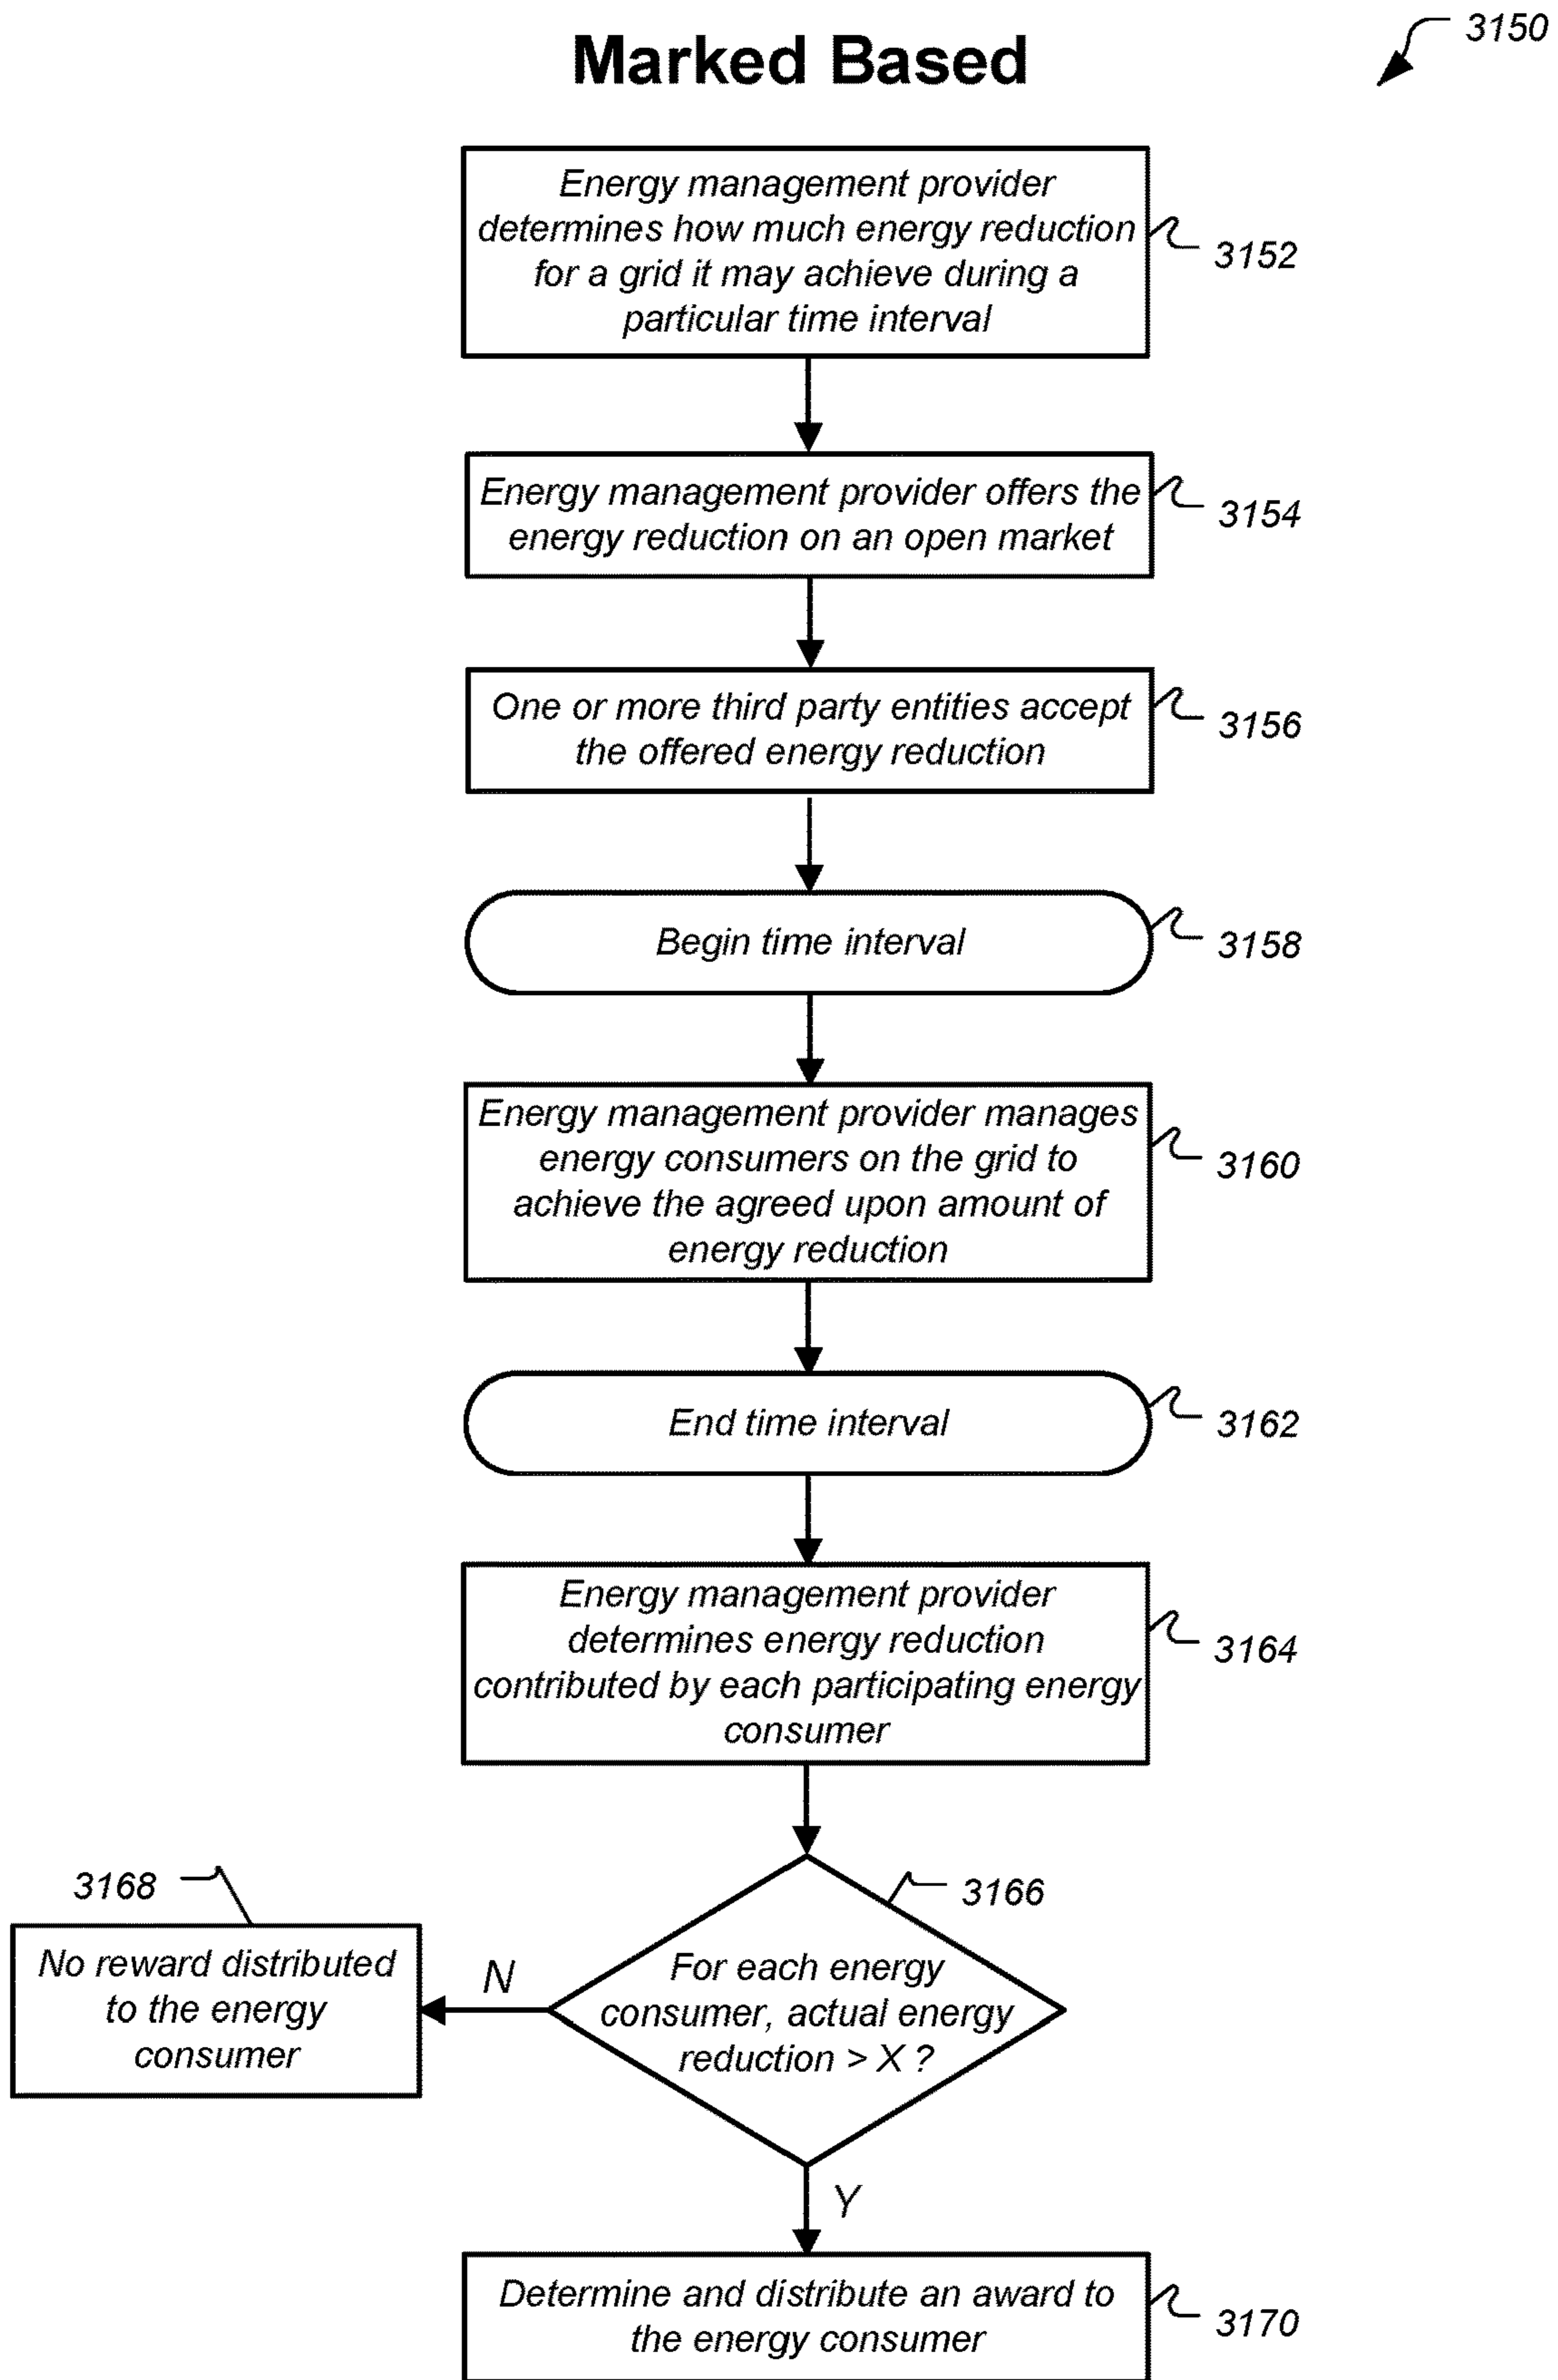 3150
Marked Based
Energy management provider
determines how much energy reduction
for a grid it may achieve during a
particular time interval
3152
Energy management provider offers the
energy reduction on an open market
3154
One or more third party entities accept
the offered energy reduction
3156
Begin time interval
3158
Energy management provider manages
energy consumers on the grid to
achieve the agreed upon amount of
energy reduction
3160
End time interval
3162
Energy management provider
determines energy reduction
contributed by each participating energy
consumer
3164
3168
3166
No reward distributed
to the energy
consumer
N
For each energy
consumer, actual energy
reduction > X ?
Y
Determine and distribute an award to
the energy consumer
3170